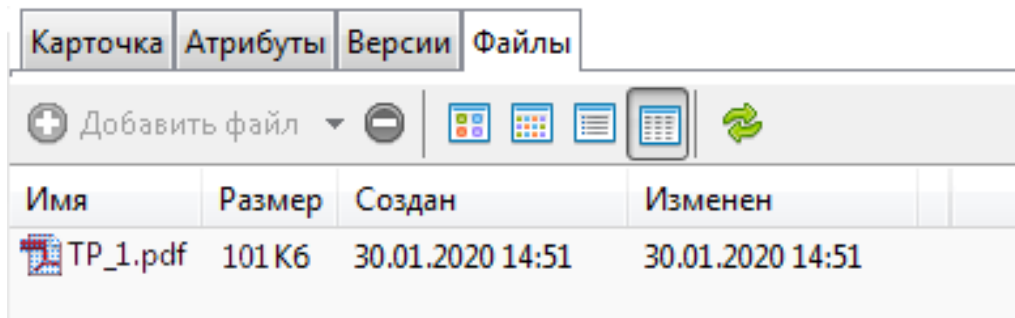 Карточка Атрибуты Версии Файлы
Добавить файл
Имя Размер Создан Изменен
TP_1.pdf 101 Кб 30.01.2020 14:51 30.01.2020 14:51